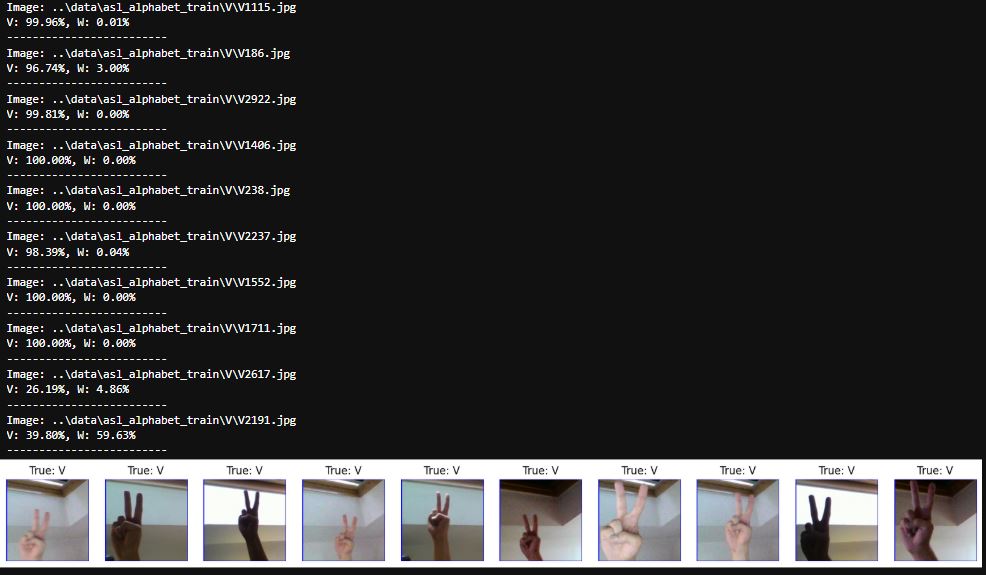 Image: ..\data\asl_alphabet_train\V\V1115.jpg
V: 99.96%, W: 0.01%
-------------------------
Image: ..\data\asl_alphabet_train\V\V186.jpg
V: 96.74%, W: 3.00%
-------------------------
Image: ..\data\asl_alphabet_train\V\V2922.jpg
V: 99.81%, W: 0.00%
-------------------------
Image: ..\data\asl_alphabet_train\V\V1406.jpg
V: 100.00%, W: 0.00%
-------------------------
Image: ..\data\asl_alphabet_train\V\V238.jpg
V: 100.00%, W: 0.00%
-------------------------
Image: ..\data\asl_alphabet_train\V\V2237.jpg
V: 98.39%, W: 0.04%
-------------------------
Image: ..\data\asl_alphabet_train\V\V1552.jpg
V: 100.00%, W: 0.00%
-------------------------
Image: ..\data\asl_alphabet_train\V\V1711.jpg
V: 100.00%, W: 0.00%
-------------------------
Image: ..\data\asl_alphabet_train\V\V2617.jpg
V: 26.19%, W: 4.86%
-------------------------
Image: ..\data\asl_alphabet_train\V\V2191.jpg
V: 39.80%, W: 59.63%
-------------------------
True: V True: V True: V True: V True: V True: V True: V True: V True: V True: V